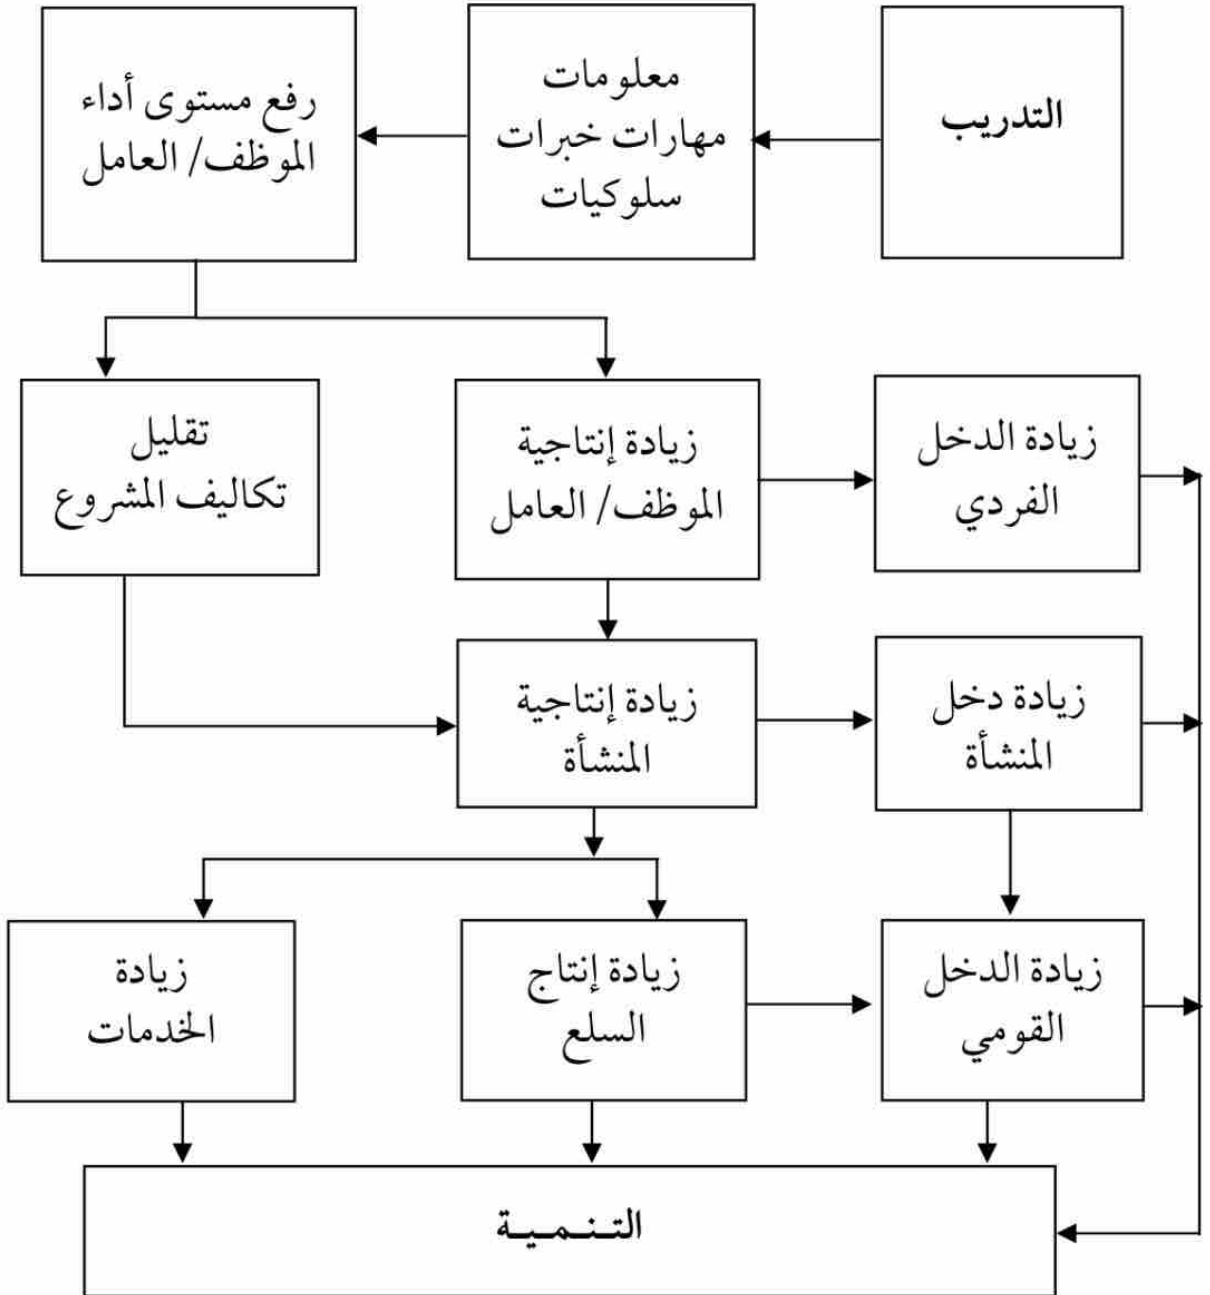 التدريب
معلومات
مهارات خبرات
سلوكيات
رفع مستوى أداء
الموظف/ العامل
زيادة الدخل
الفردي
زيادة إنتاجية
الموظف/ العامل
تقليل
تكاليف المشروع
زيادة دخل
المنشأة
زيادة إنتاجية
المنشأة
زيادة الدخل
القومي
زيادة إنتاج
السلع
زيادة
الخدمات
التـنـمـيـة